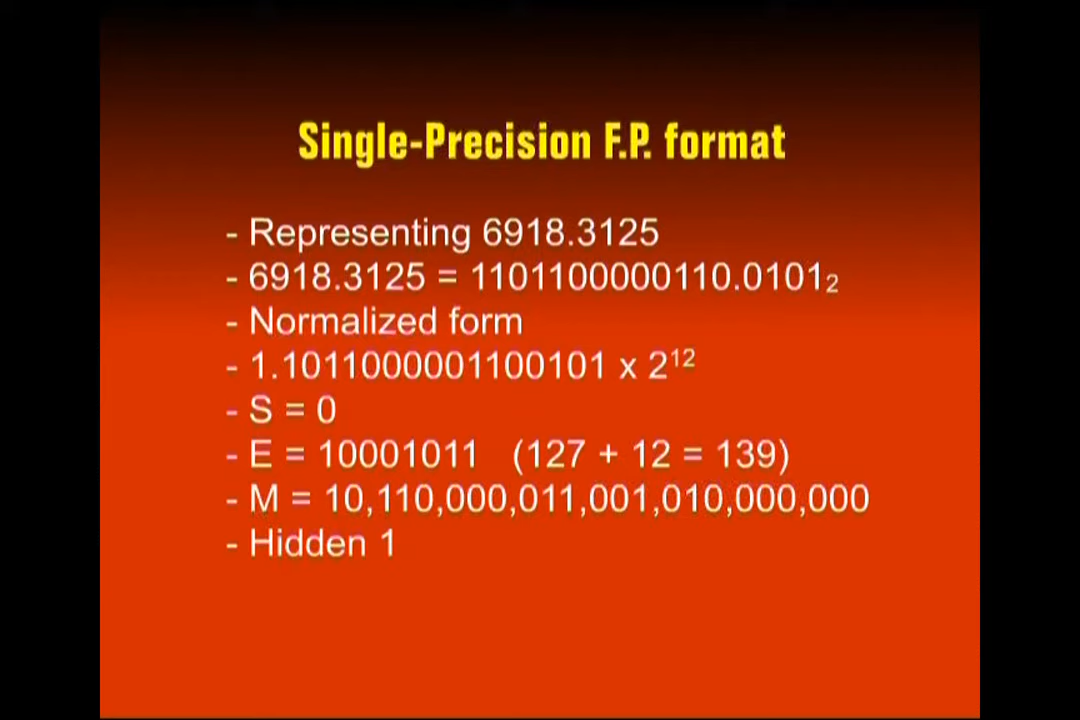 Single-Precision F.P. format
- Representing 6918.3125
- 6918.3125 = 1101100000110.0101₂
- Normalized form
- 1.1011000001100101 x 2¹²
- S = 0
- E = 10001011 (127 + 12 = 139)
- M = 10,110,000,011,001,010,000,000
- Hidden 1